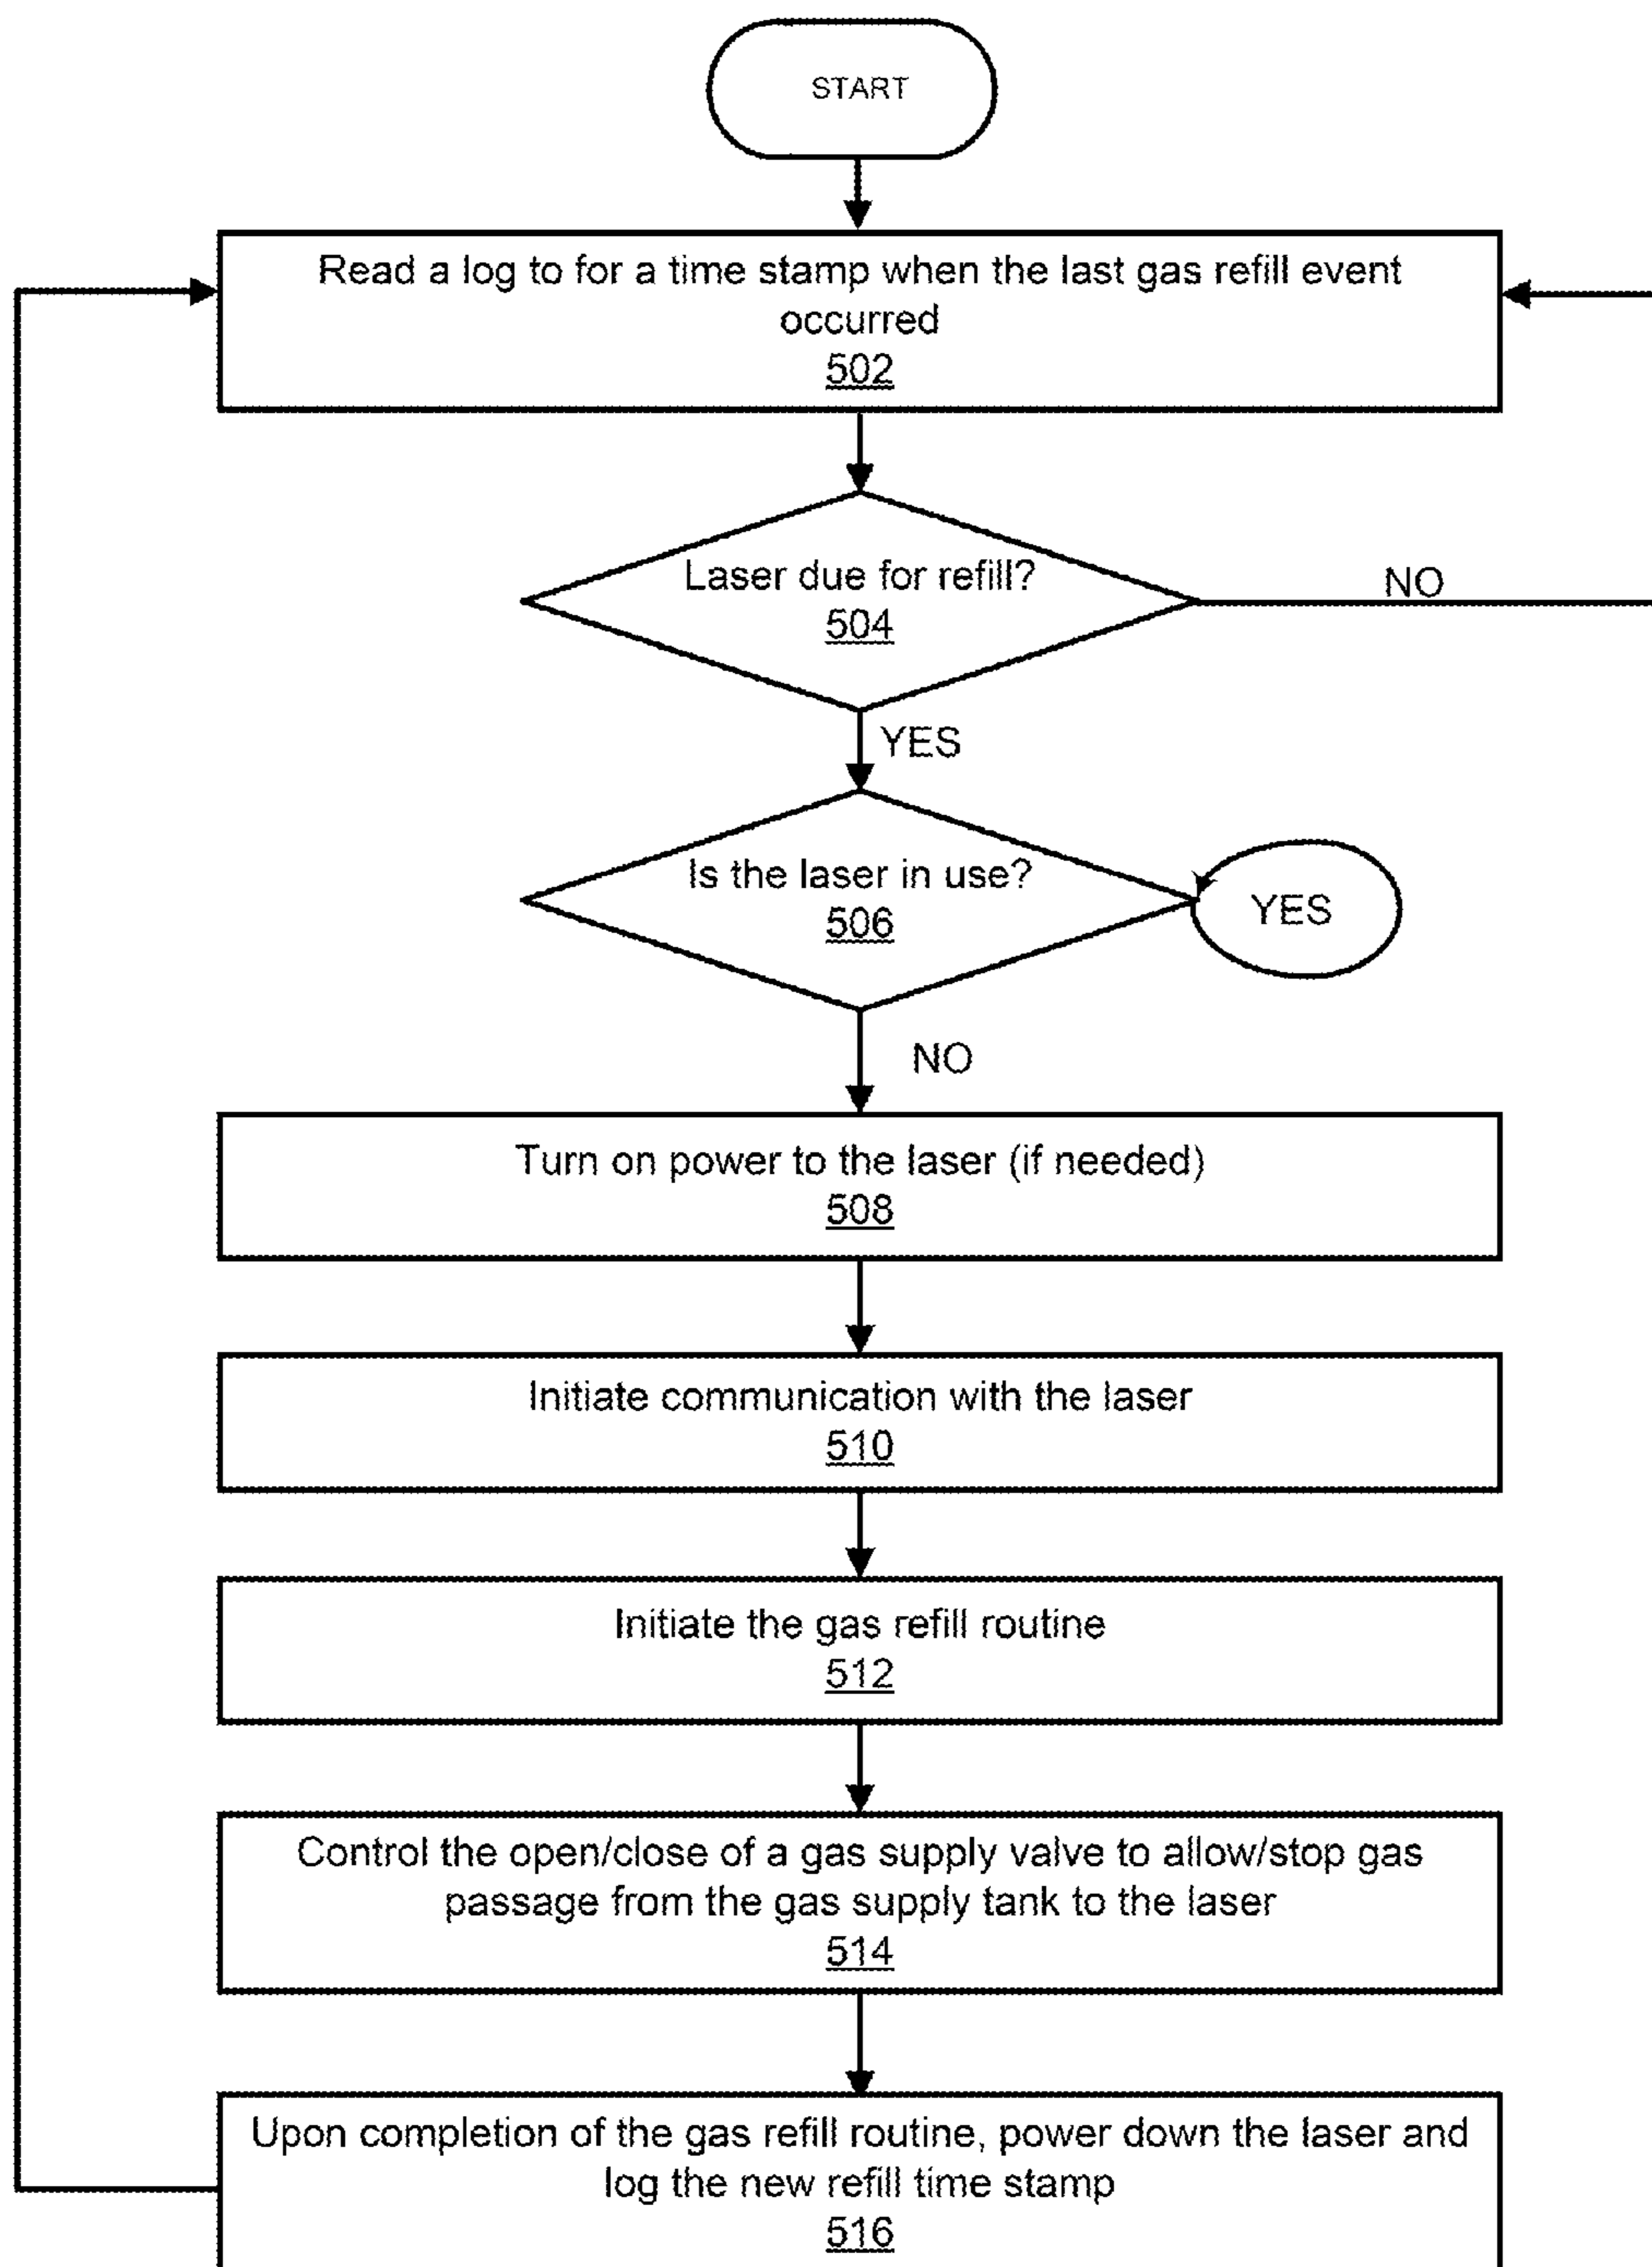 START
Read a log to for a time stamp when the last gas refill event
occurred
502
Laser due for refill?
504
NO
YES
Is the laser in use?
506
YES
NO
Turn on power to the laser (if needed)
508
Initiate communication with the laser
510
Initiate the gas refill routine
512
Control the open/close of a gas supply valve to allow/stop gas
passage from the gas supply tank to the laser
514
Upon completion of the gas refill routine, power down the laser and
log the new refill time stamp
516